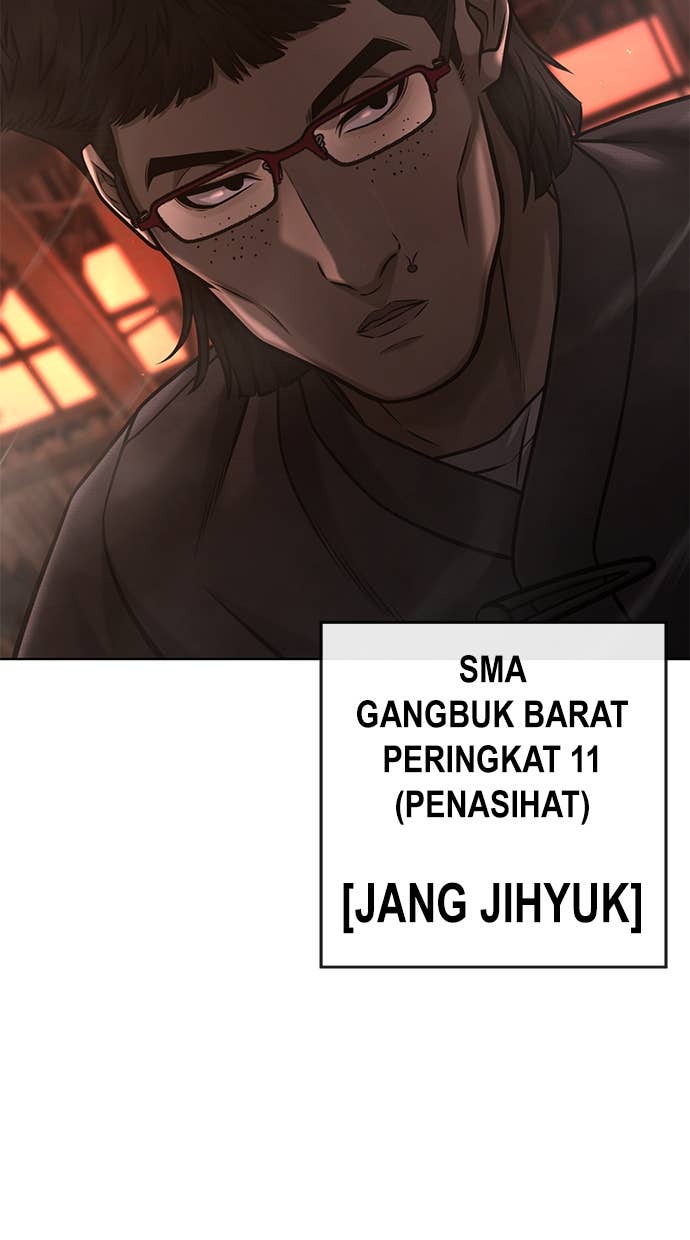 SMA
GANGBUK BARAT
PERINGKAT 11
(PENASIHAT)
[JANG JIHYUK]